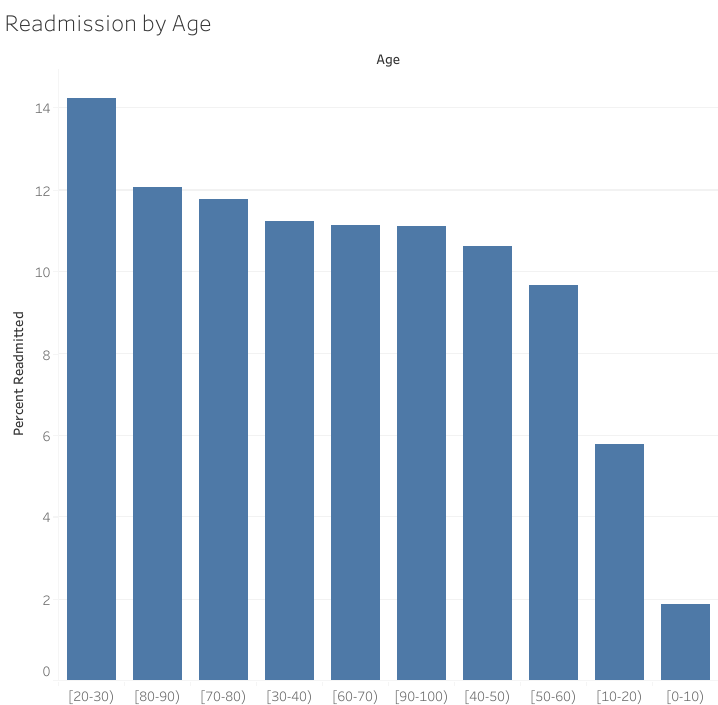 Readmission by Age
Age
Percent Readmitted
14
12
10
8
6
4
2
0
[20-30) [80-90) [70-80) [30-40) [60-70) [90-100) [40-50) [50-60) [10-20) [0-10)